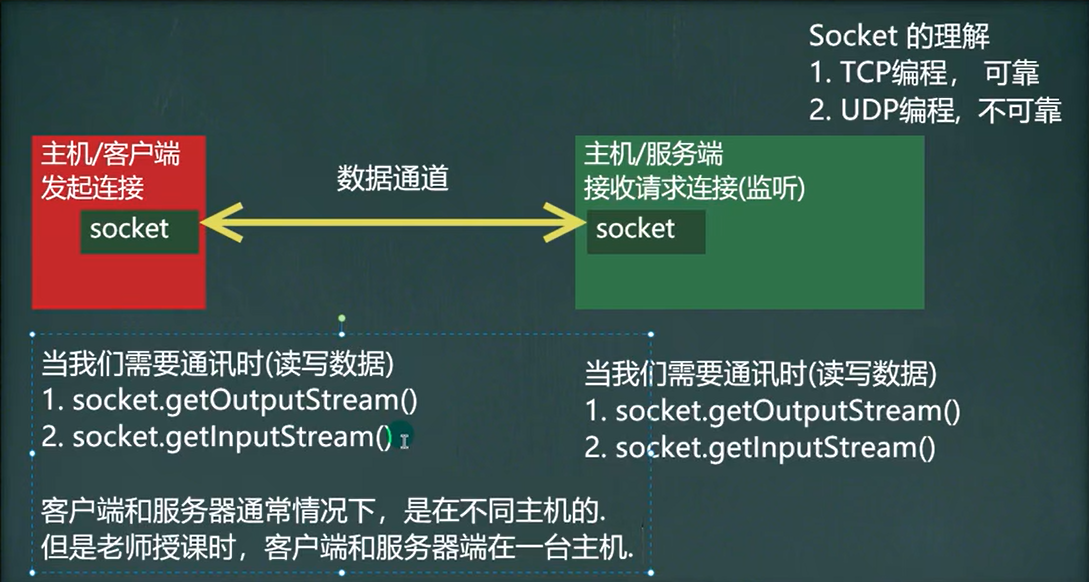 Socket 的理解
1. TCP编程， 可靠
2. UDP编程, 不可靠
主机/客户端
发起连接
socket
数据通道
主机/服务端
接收请求连接(监听)
socket
当我们需要通讯时(读写数据)
1. socket.getOutputStream()
2. socket.getInputStream()
客户端和服务器通常情况下，是在不同主机的.
但是老师授课时，客户端和服务器端在一台主机.
当我们需要通讯时(读写数据)
1. socket.getOutputStream()
2. socket.getInputStream()